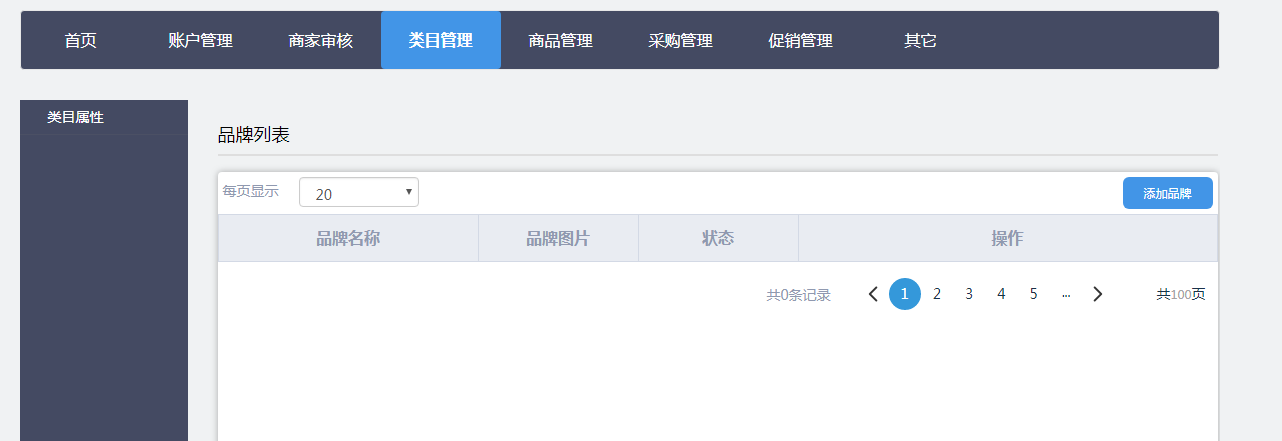 首页 账户管理 商家审核 类目管理 商品管理 采购管理 促销管理 其它
类目属性
品牌列表
每页显示 20 添加品牌
品牌名称 品牌图片 状态 操作
共0条记录 1 2 3 4 5 ... 共100页